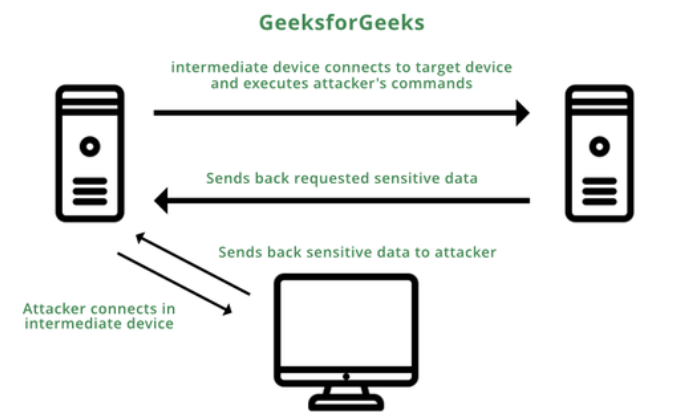 GeeksforGeeks
intermediate device connects to target device
and executes attacker's commands
Sends back requested sensitive data
Sends back sensitive data to attacker
Attacker connects in
intermediate device